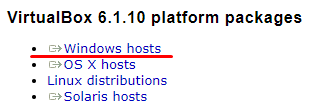 VirtualBox 6.1.10 platform packages
Windows hosts
OS X hosts
Linux distributions
Solaris hosts